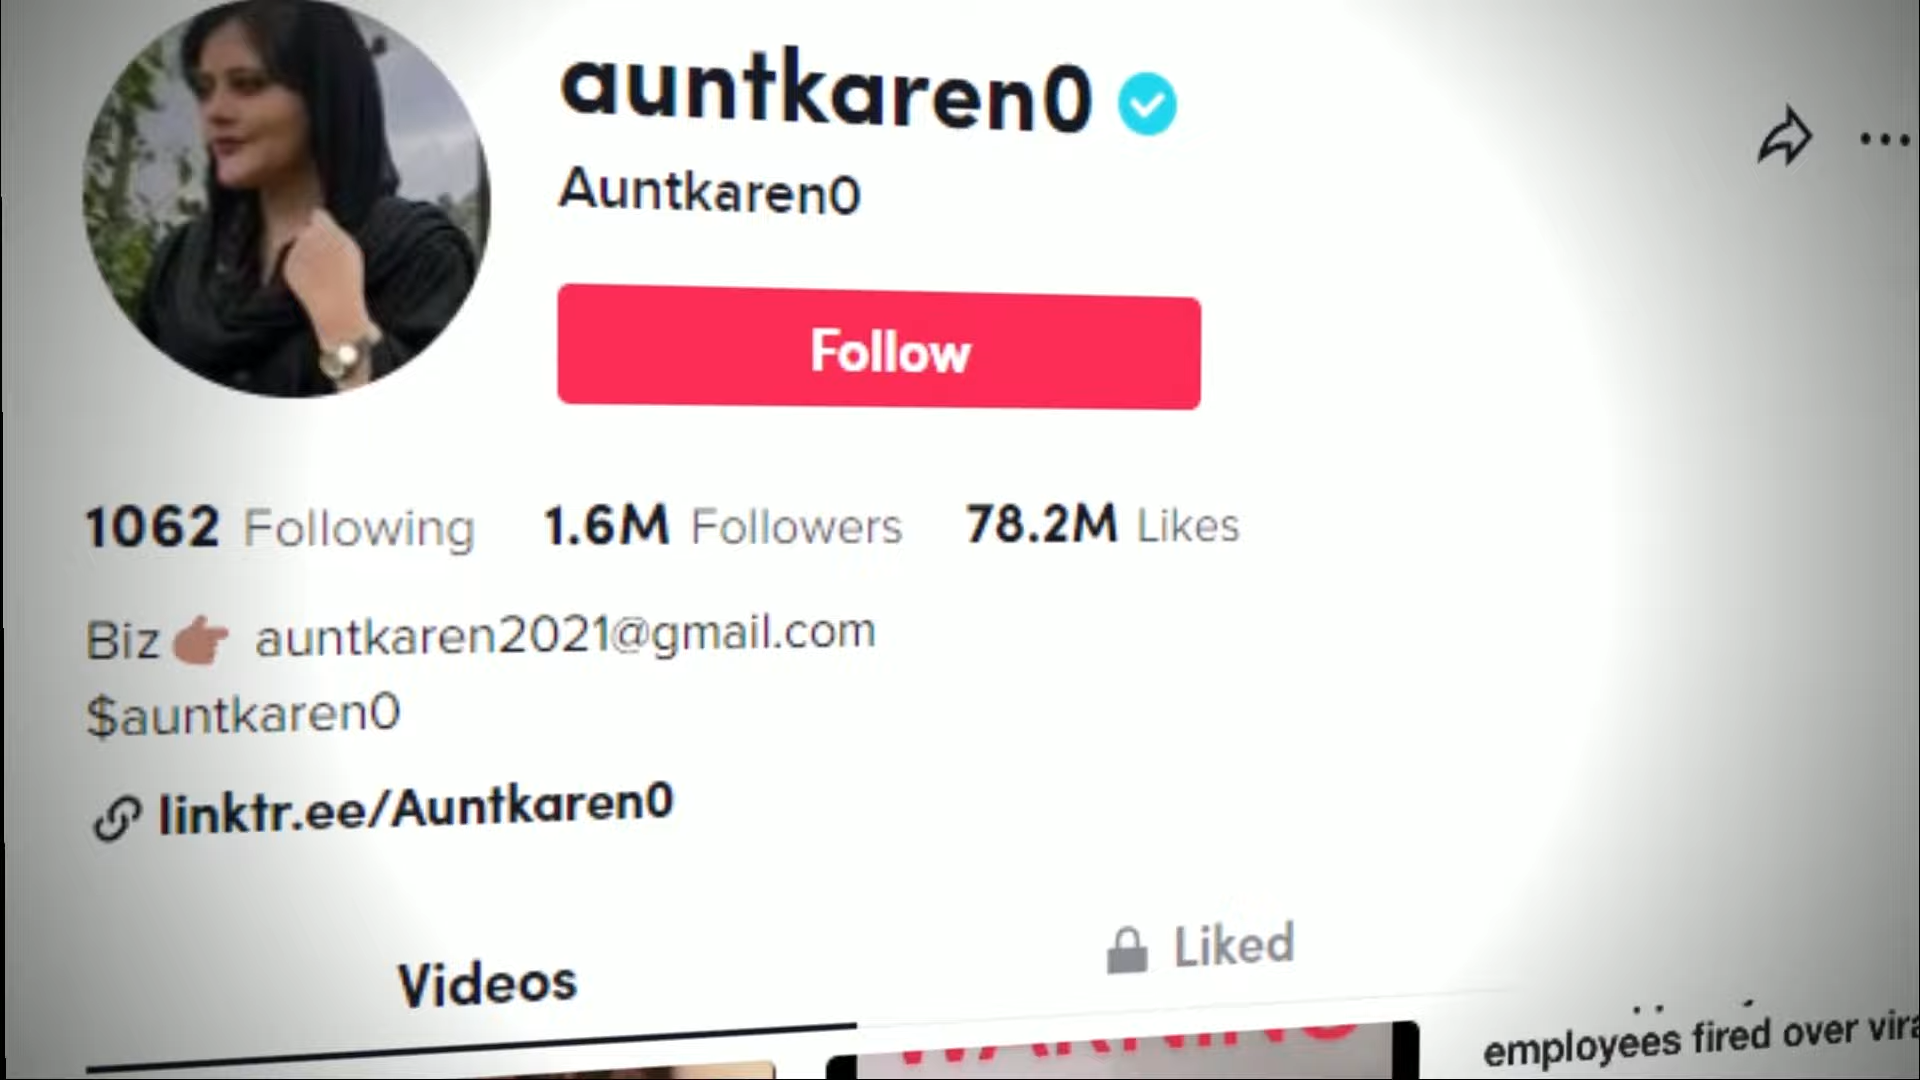 auntkaren0
Auntkaren0
Follow
1062 Following 1.6M Followers 78.2M Likes
Biz 👉🏽 auntkaren2021@gmail.com
$auntkaren0
linktr.ee/Auntkaren0
Videos
Liked
WARNING
employees fired over